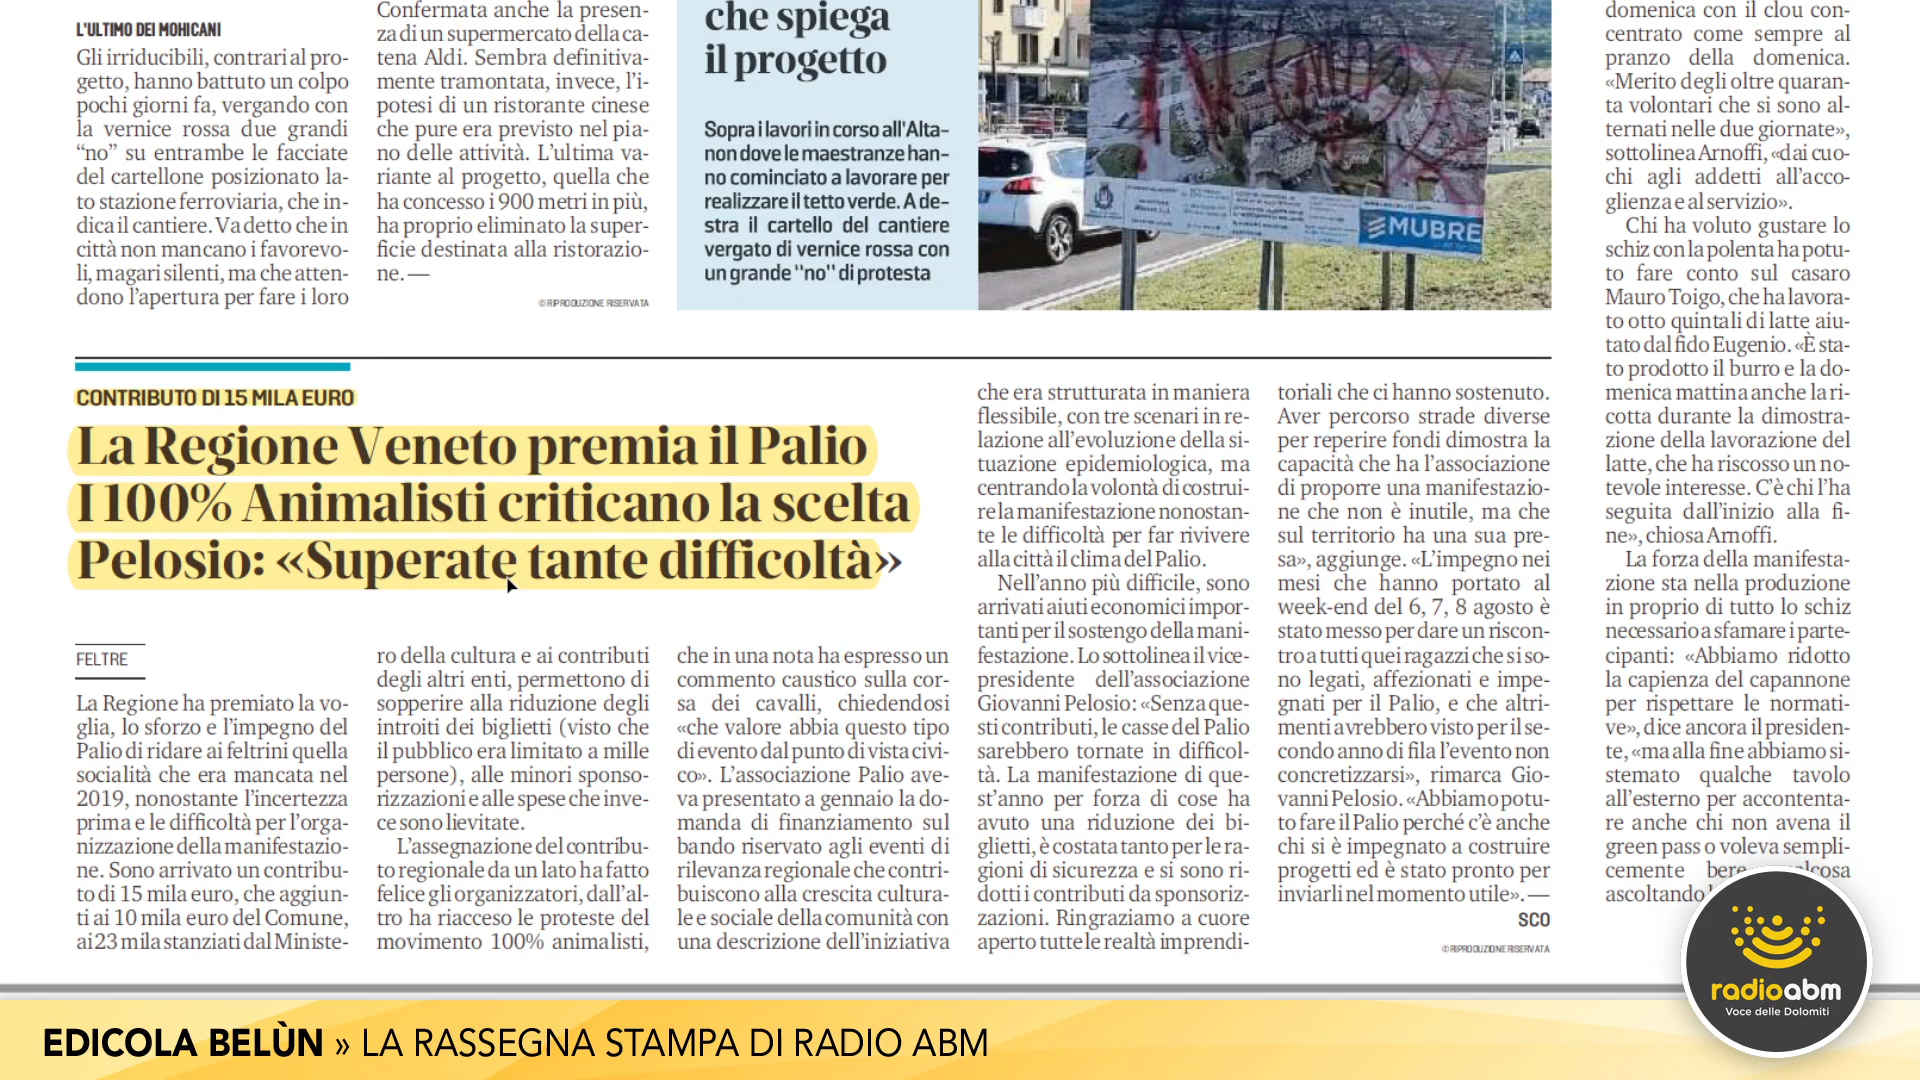 L'ULTIMO DEI MOHICANI
Gli irriducibili, contrari al pro-
getto, hanno battuto un colpo
pochi giorni fa, vergando con
la vernice rossa due grandi
“no” su entrambe le facciate
del cartellone posizionato la-
to stazione ferroviaria, che in-
dica il cantiere. Va detto che in
città non mancano i favorevo-
li, magari silenti, ma che atten-
dono l’apertura per fare i loro
Confermata anche la presen-
za di un supermercato della ca-
tena Aldi. Sembra definitiva-
mente tramontata, invece, l’i-
potesi di un ristorante cinese
che pure era previsto nel pia-
no delle attività. L’ultima va-
riante al progetto, quella che
ha concesso i 900 metri in più,
ha proprio eliminato la super-
ficie destinata alla ristorazio-
ne. —
© RIPRODUZIONE RISERVATA
che spiega
il progetto
Sopra i lavori in corso all'Alta-
non dove le maestranze han-
no cominciato a lavorare per
realizzare il tetto verde. A de-
stra il cartello del cantiere
vergato di vernice rossa con
un grande "no" di protesta
MUBRE
CONTRIBUTO DI 15 MILA EURO
La Regione Veneto premia il Palio
I 100% Animalisti criticano la scelta
Pelosio: «Superate tante difficoltà»
FELTRE
La Regione ha premiato la vo-
glia, lo sforzo e l’impegno del
Palio di ridare ai feltrini quella
socialità che era mancata nel
2019, nonostante l’incertezza
prima e le difficoltà per l’orga-
nizzazione della manifestazio-
ne. Sono arrivato un contribu-
to di 15 mila euro, che aggiun-
ti ai 10 mila euro del Comune,
ai 23 mila stanziati dal Ministe-
ro della cultura e ai contributi
degli altri enti, permettono di
sopperire alla riduzione degli
introiti dei biglietti (visto che
il pubblico era limitato a mille
persone), alle minori sponso-
rizzazioni e alle spese che inve-
ce sono lievitate.
L’assegnazione del contribu-
to regionale da un lato ha fatto
felice gli organizzatori, dall’al-
tro ha riacceso le proteste del
movimento 100% animalisti,
che in una nota ha espresso un
commento caustico sulla cor-
sa dei cavalli, chiedendosi
«che valore abbia questo tipo
di evento dal punto di vista civi-
co». L’associazione Palio ave-
va presentato a gennaio la do-
manda di finanziamento sul
bando riservato agli eventi di
rilevanza regionale che contri-
buiscono alla crescita cultura-
le e sociale della comunità con
una descrizione dell’iniziativa
che era strutturata in maniera
flessibile, con tre scenari in re-
lazione all’evoluzione della si-
tuazione epidemiologica, ma
centrando la volontà di costrui-
re la manifestazione nonostan-
te le difficoltà per far rivivere
alla città il clima del Palio.
Nell’anno più difficile, sono
arrivati aiuti economici impor-
tanti per il sostengo della mani-
festazione. Lo sottolinea il vice-
presidente dell’associazione
Giovanni Pelosio: «Senza que-
sti contributi, le casse del Palio
sarebbero tornate in difficol-
tà. La manifestazione di que-
st’anno per forza di cose ha
avuto una riduzione dei bi-
glietti, è costata tanto per le ra-
gioni di sicurezza e si sono ri-
dotti i contributi da sponsoriz-
zazioni. Ringraziamo a cuore
aperto tutte le realtà imprendi-
toriali che ci hanno sostenuto.
Aver percorso strade diverse
per reperire fondi dimostra la
capacità che ha l’associazione
di proporre una manifestazio-
ne che non è inutile, ma che
sul territorio ha una sua pre-
sa», aggiunge. «L’impegno nei
mesi che hanno portato al
week-end del 6, 7, 8 agosto è
stato messo per dare un riscon-
tro a tutti quei ragazzi che si so-
no legati, affezionati e impe-
gnati per il Palio, e che altri-
menti avrebbero visto per il se-
condo anno di fila l’evento non
concretizzarsi», rimarca Gio-
vanni Pelosio. «Abbiamo potu-
to fare il Palio perché c’è anche
chi si è impegnato a costruire
progetti ed è stato pronto per
inviarli nel momento utile». —
SCO
© RIPRODUZIONE RISERVATA
domenica con il clou con-
centrato come sempre al
pranzo della domenica.
«Merito degli oltre quaran-
ta volontari che si sono al-
ternati nelle due giornate»,
sottolinea Arnoffi, «dai cuo-
chi agli addetti all’acco-
glienza e al servizio».
Chi ha voluto gustare lo
schiz con la polenta ha potu-
to fare conto sul casaro
Mauro Toigo, che ha lavora-
to otto quintali di latte aiu-
tato dal fido Eugenio. «È sta-
to prodotto il burro e la do-
menica mattina anche la ri-
cotta durante la dimostra-
zione della lavorazione del
latte, che ha riscosso un no-
tevole interesse. C’è chi l’ha
seguita dall’inizio alla fi-
ne», chiosa Arnoffi.
La forza della manifesta-
zione sta nella produzione
in proprio di tutto lo schiz
necessario a sfamare i parte-
cipanti: «Abbiamo ridotto
la capienza del capannone
per rispettare le normati-
ve», dice ancora il presiden-
te, «ma alla fine abbiamo si-
stemato qualche tavolo
all’esterno per accontenta-
re anche chi non avena il
green pass o voleva sempli-
cemente bere
ascoltando
radioabm
Voce delle Dolomiti
EDICOLA BELÙN » LA RASSEGNA STAMPA DI RADIO ABM